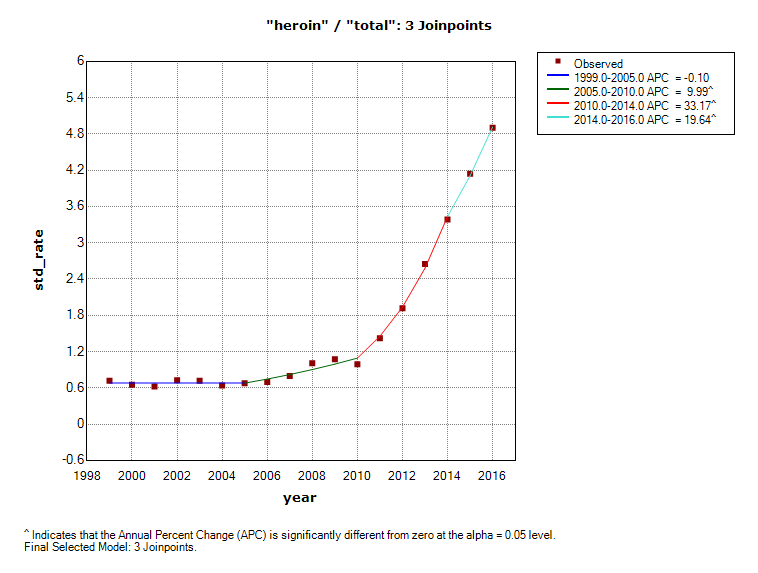 "heroin" / "total": 3 Joinpoints
Observed
1999.0-2005.0 APC = -0.10
2005.0-2010.0 APC = 9.99^
2010.0-2014.0 APC = 33.17^
2014.0-2016.0 APC = 19.64^
6
5.4
4.8
4.2
3.6
3
2.4
1.8
1.2
0.6
0
-0.6
std_rate
1998 2000 2002 2004 2006 2008 2010 2012 2014 2016
year
^ Indicates that the Annual Percent Change (APC) is significantly different from zero at the alpha = 0.05 level.
Final Selected Model: 3 Joinpoints.